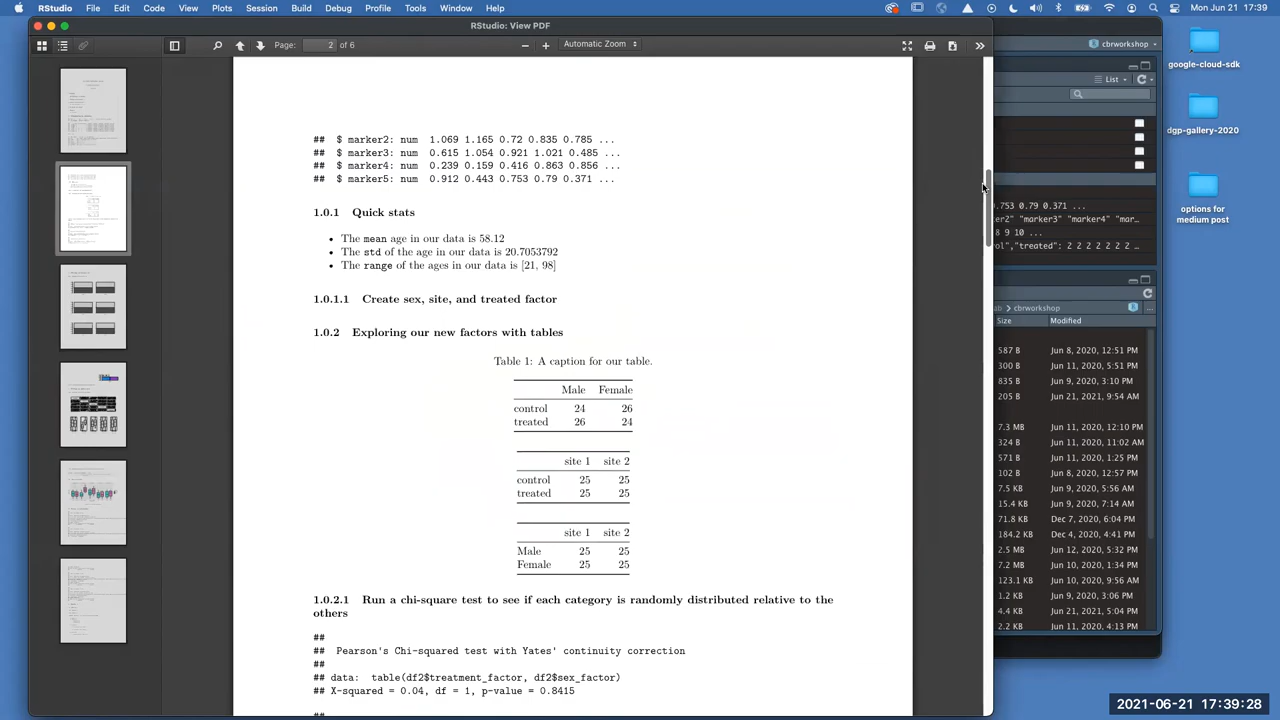 RStudio File Edit Code View Plots Session Build Debug Profile Tools Window Help Mon Jun 21 17:39
RStudio: View PDF
Page: 2 of 6 Automatic Zoom
cbrworkshop
List
## $ marker2: num 1.069 1.165 0.72 0.835 0.785 ...
## $ marker3: num 0.615 1.054 0.921 1.021 0.485 ...
## $ marker4: num 0.239 0.159 0.416 0.863 0.856 ...
## $ marker5: num 0.912 0.443 0.753 0.79 0.371 ...
1.0.1 Quick stats
• The mean age in our data is 58.12
• The std of the age in our data is 20.7053792
• The range of the ages in our data is [21, 98]
1.0.1.1 Create sex, site, and treated factor
1.0.2 Exploring our new factors with tables
Table 1: A caption for our table.
Male Female
control 24 26
treated 26 24
site 1 site 2
control 25 25
treated 25 25
site 1 site 2
Male 25 25
Female 25 25
1.0.2.1 Run a chi-square test to see if each category is randomly distributed relative to the
others
##
## Pearson's Chi-squared test with Yates' continuity correction
##
## data: table(df2$treatment_factor, df2$sex_factor)
## X-squared = 0.04, df = 1, p-value = 0.8415
##
.753 0.79 0.371 ...
er2" "marker3" "marker4" "mar…
8 9 10 ...
ol","treated": 2 2 2 2 2 2 …
cbrworkshop
Size Modified
587 B Jun 8, 2020, 12:51 PM
300 B Jun 11, 2020, 5:51 PM
835 B Jun 9, 2020, 3:10 PM
205 B Jun 21, 2021, 9:54 AM
7.3 MB Jun 11, 2020, 12:10 PM
324 B Jun 11, 2020, 11:02 AM
571 B Jun 11, 2020, 1:25 PM
102 B Jun 8, 2020, 12:57 PM
7.5 KB Jun 9, 2020, 5:56 AM
15.4 KB Jun 9, 2020, 7:14 AM
71.8 KB Dec 7, 2020, 6:04 PM
184.2 KB Dec 4, 2020, 4:41 PM
2.5 MB Jun 12, 2020, 5:32 PM
7.2 MB Jun 10, 2020, 1:34 PM
123.1 KB Jun 10, 2020, 9:56 AM
1.2 KB Jun 9, 2020, 3:06 PM
4.4 KB Jun 21, 2021, 5:04 PM
2.2 KB Jun 11, 2020, 4:13 PM
google-cloud-sdk
dgp-gallery-2020
options for
medium post
2021-06-21 17:39:28